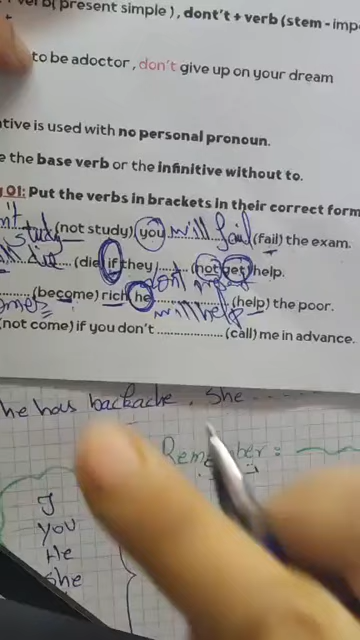 verb( present simple ), dont't + verb (stem - imp
to be adoctor , don't give up on your dream
ative is used with no personal pronoun.
e the base verb or the infinitive without to.
g 01: Put the verbs in brackets in their correct form
study (not study) you will fail (fail) the exam.
(die) if they ......... (not get) help.
......... (become) rich he ............ (help) the poor.
will help
(not come) if you don't ............... (call) me in advance.
he has backache . She ........
Remember :
I
you
He
she